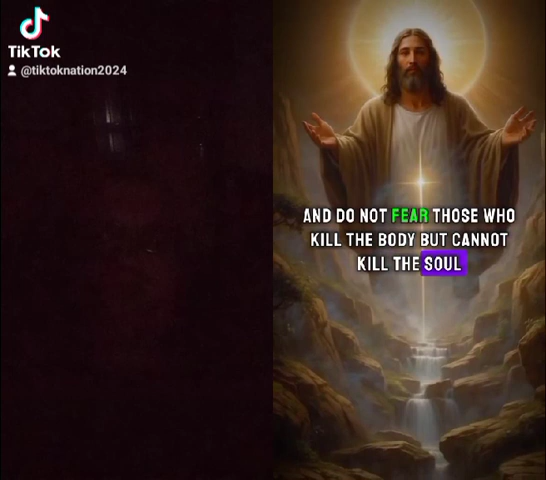 TikTok
@tiktoknation2024
AND DO NOT FEAR THOSE WHO
KILL THE BODY BUT CANNOT
KILL THE SOUL